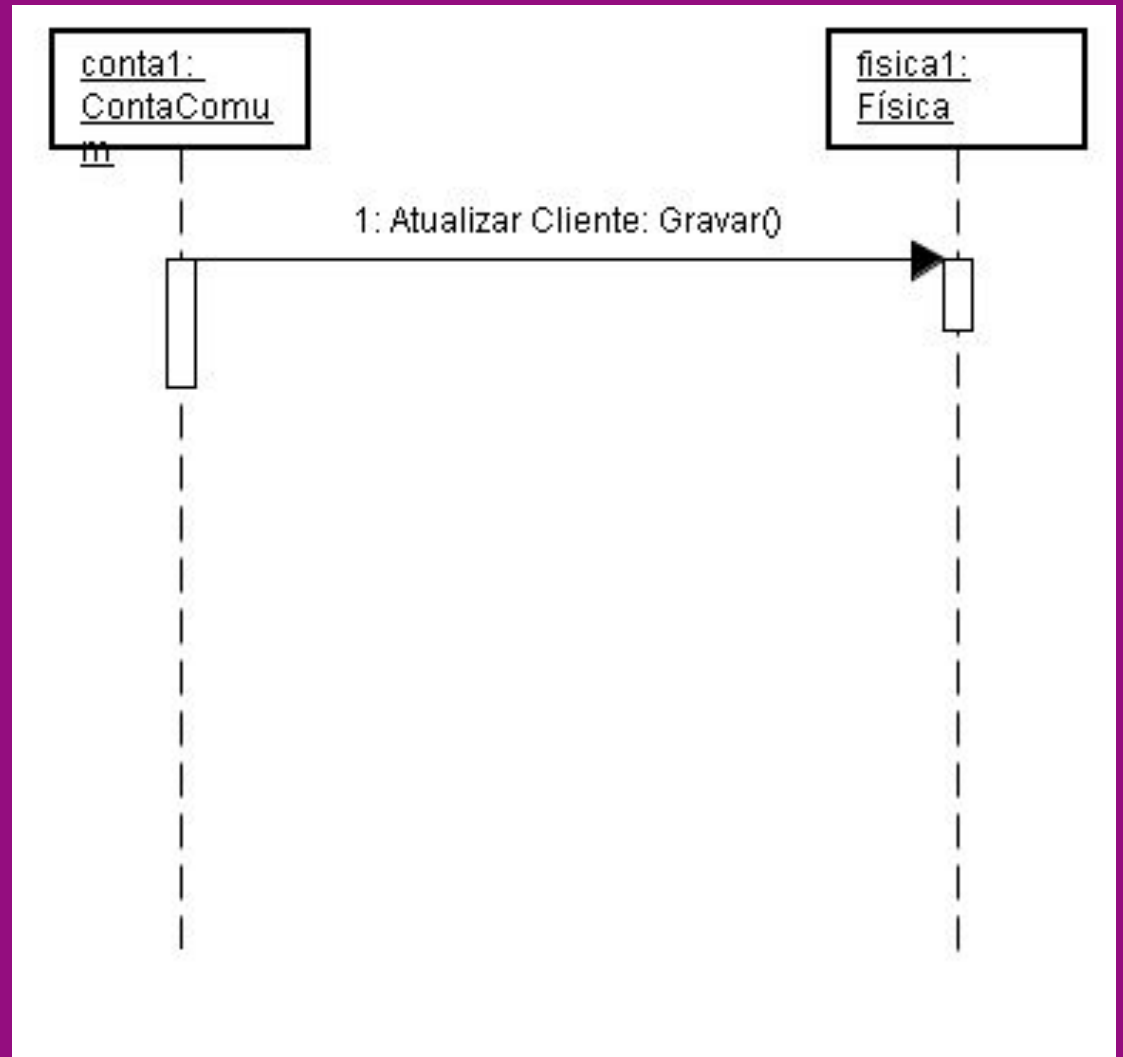 conta1:
ContaComu
m
fisica1:
Física
1: Atualizar Cliente: Gravar()